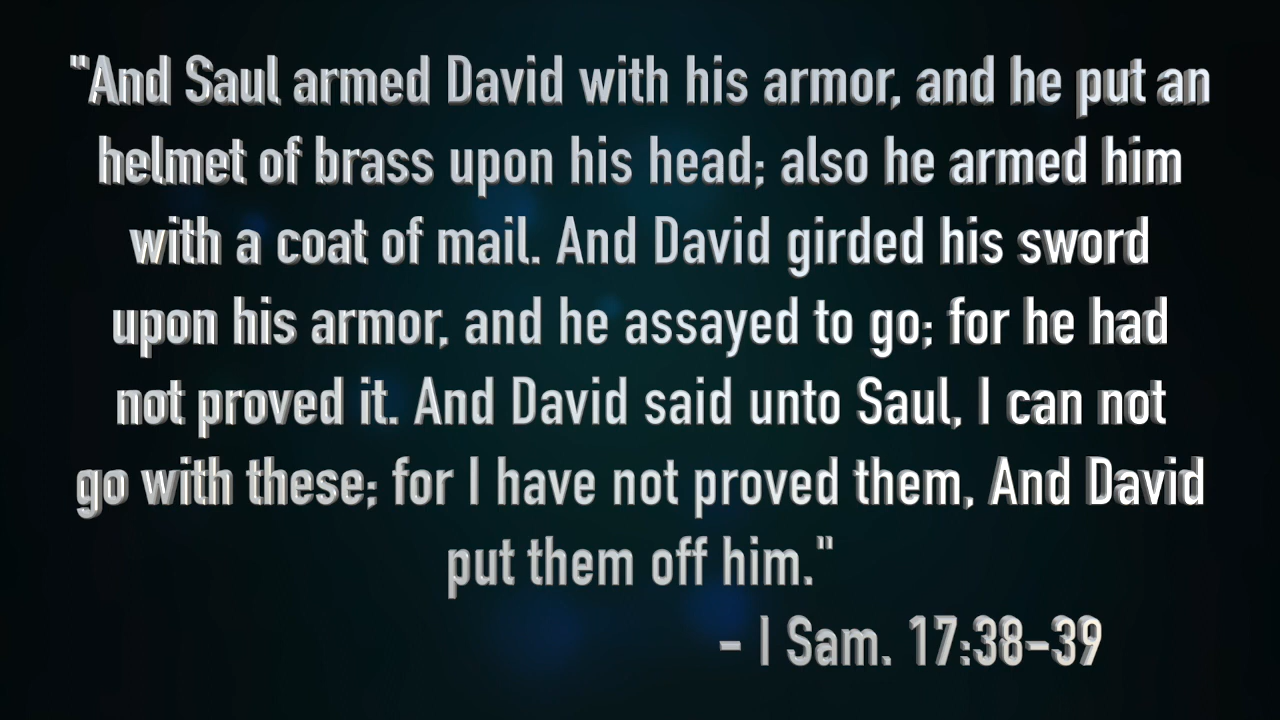 "And Saul armed David with his armor, and he put an
helmet of brass upon his head; also he armed him
with a coat of mail. And David girded his sword
upon his armor, and he assayed to go; for he had
not proved it. And David said unto Saul, I can not
go with these; for I have not proved them, And David
put them off him."
- I Sam. 17:38-39